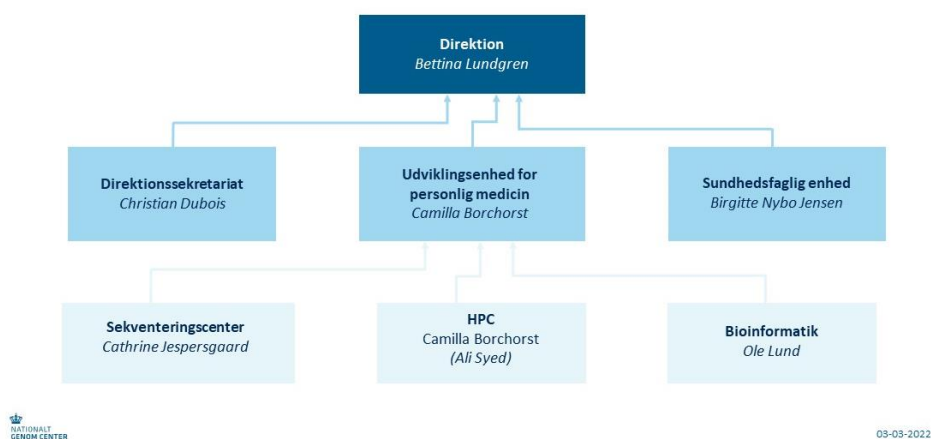 Direktion
Bettina Lundgren
Direktionssekretariat
Christian Dubois
Udviklingsenhed for
personlig medicin
Camilla Borchorst
Sundhedsfaglig enhed
Birgitte Nybo Jensen
Sekventeringscenter
Cathrine Jespersgaard
HPC
Camilla Borchorst
(Ali Syed)
Bioinformatik
Ole Lund
NATIONALT
GENOM CENTER
03-03-2022